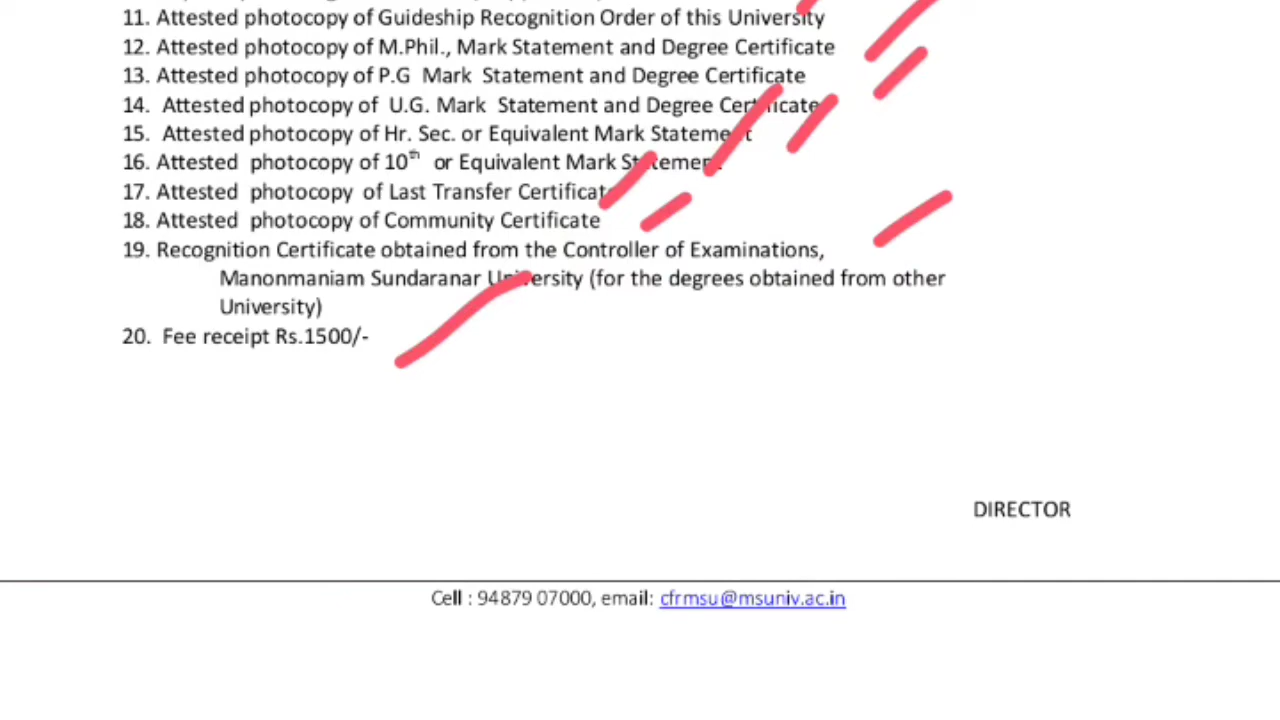 11. Attested photocopy of Guideship Recognition Order of this University
12. Attested photocopy of M.Phil., Mark Statement and Degree Certificate
13. Attested photocopy of P.G Mark Statement and Degree Certificate
14. Attested photocopy of U.G. Mark Statement and Degree Certificate
15. Attested photocopy of Hr. Sec. or Equivalent Mark Statement
16. Attested photocopy of 10th or Equivalent Mark Statement
17. Attested photocopy of Last Transfer Certificate
18. Attested photocopy of Community Certificate
19. Recognition Certificate obtained from the Controller of Examinations,
Manonmaniam Sundaranar University (for the degrees obtained from other
University)
20. Fee receipt Rs.1500/-
DIRECTOR
Cell : 94879 07000, email: cfrmsu@msuniv.ac.in